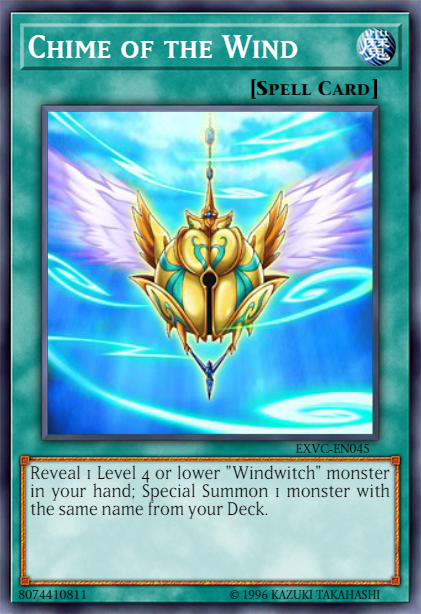 Chime of the Wind
魔
[Spell Card]
EXVC-EN045
Reveal 1 Level 4 or lower "Windwitch" monster
in your hand; Special Summon 1 monster with
the same name from your Deck.
8074410811
© 1996 KAZUKI TAKAHASHI